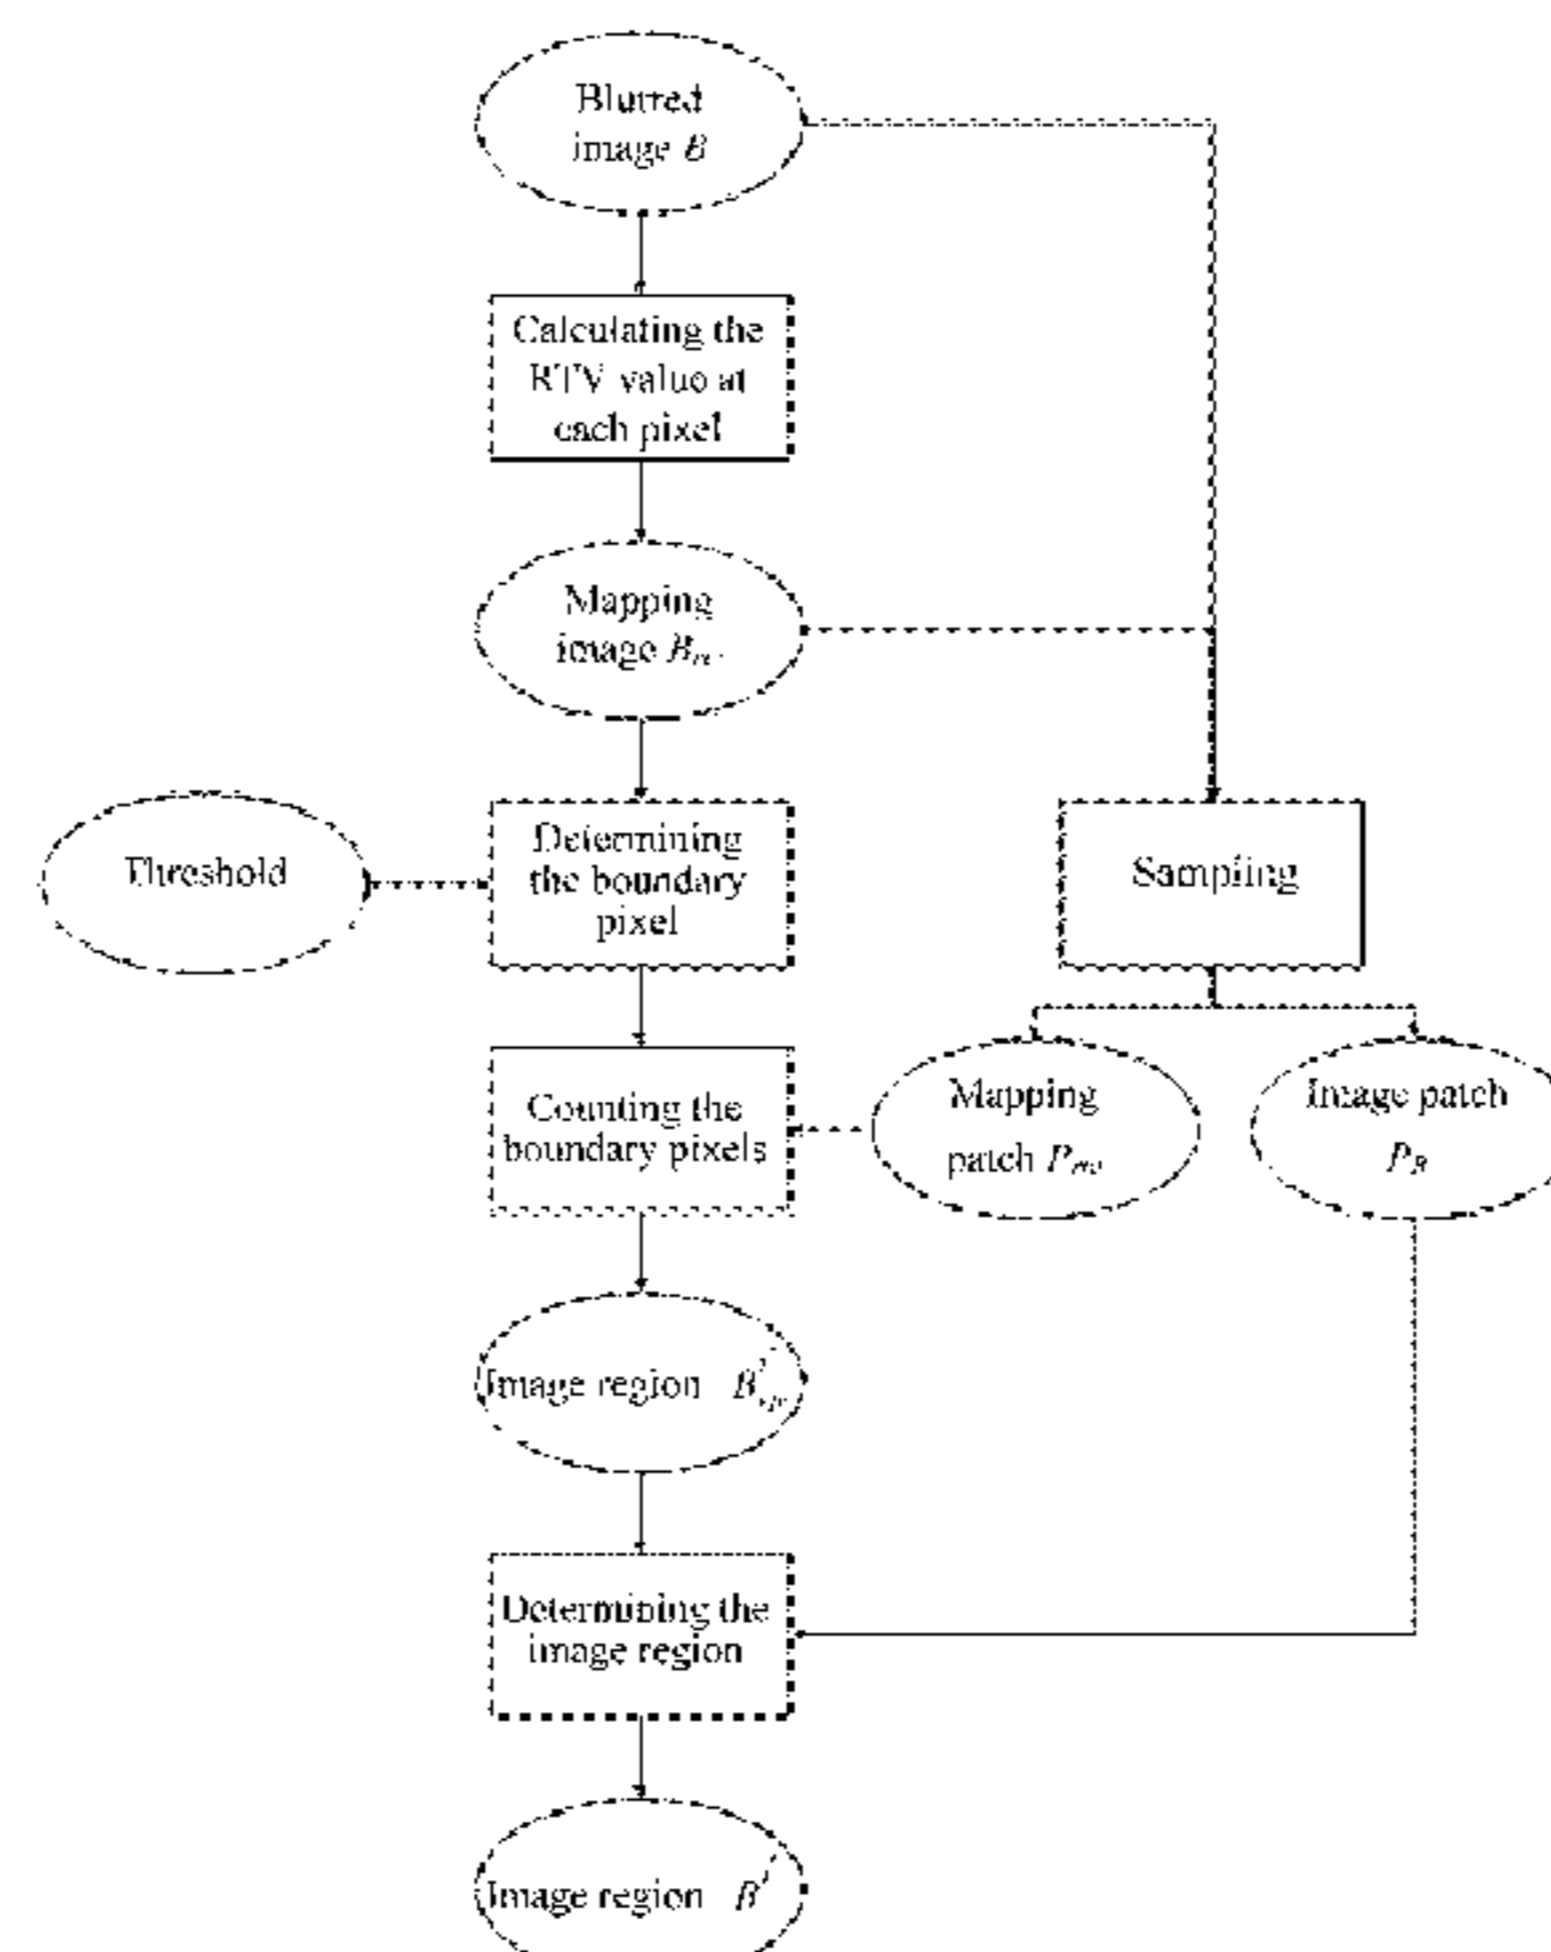 Blurred
image B
Calculating the
RTV value at
each pixel
Mapping
image
Threshold
Determining
the boundary
pixel
Sampling
Counting the
boundary pixels
Mapping
patch
Image patch
P_B
Image region
Determining the
image region
Image region B'